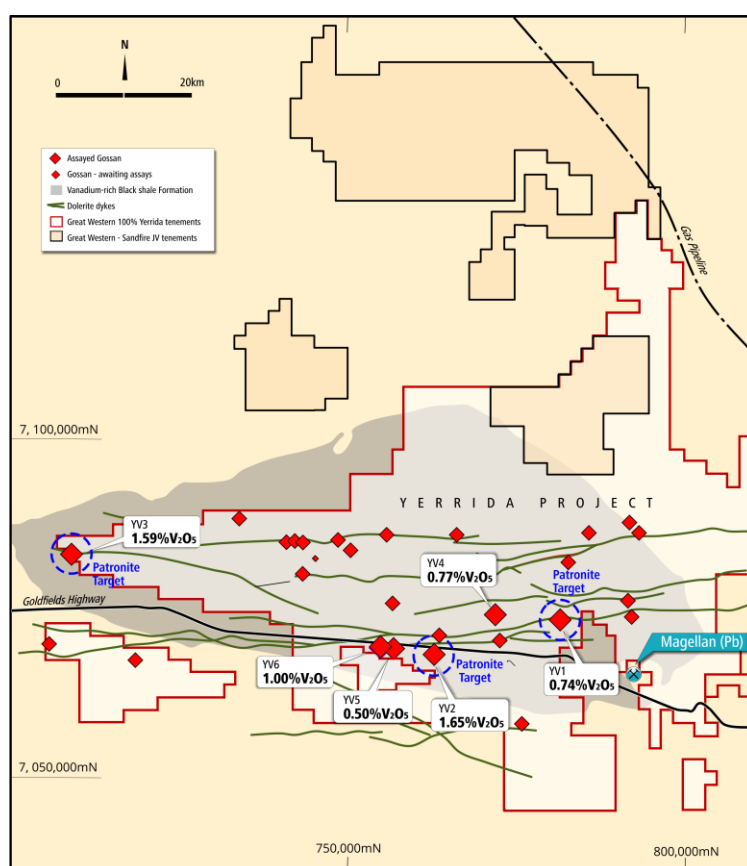 N
0
20km
Assayed Gossan
Gossan - awaiting assays
Vanadium-rich Black shale Formation
Dolerite dykes
Great Western 100% Yerrida tenements
Great Western - Sandfire JV tenements
Gas Pipeline
7, 100,000mN
YERRIDA PROJECT
YV3
1.59%V₂O₅
Patronite
Target
YV4
0.77%V₂O₅
Patronite
Target
Goldfields Highway
Magellan (Pb)
YV6
1.00%V₂O₅
YV5
0.50%V₂O₅
Patronite
Target
YV2
1.65%V₂O₅
YV1
0.74%V₂O₅
7, 050,000mN
750,000mN
800,000mN